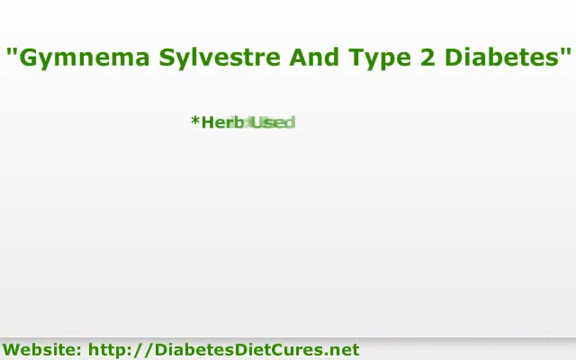 "Gymnema Sylvestre And Type 2 Diabetes"
*Herb Used
Website: http://DiabetesDietCures.net